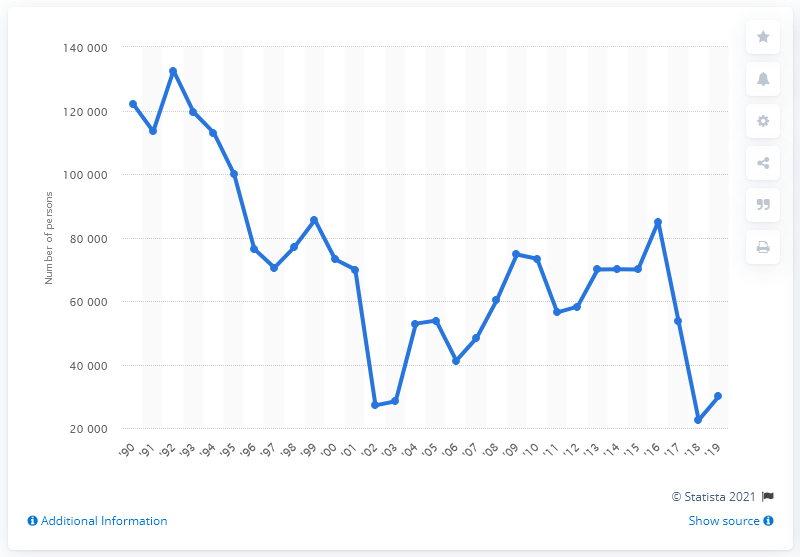 140 000
120 000
100 000
80 000
60 000
40 000
20 000
Number of persons
'90 '91 '92 '93 '94 '95 '96 '97 '98 '99 '00 '01 '02 '03 '04 '05 '06 '07 '08 '09 '10 '11 '12 '13 '14 '15 '16 '17 '18 '19
© Statista 2021
Additional Information
Show source